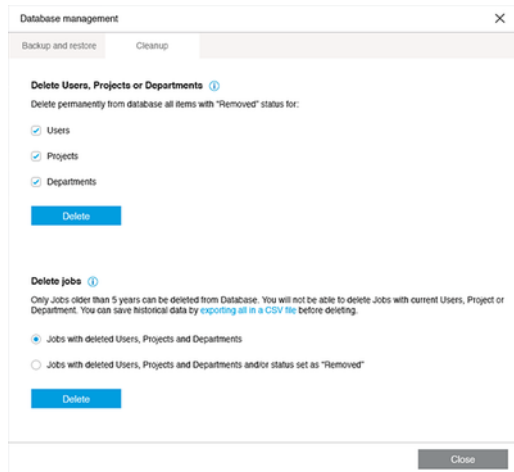 Database management
Backup and restore
Cleanup
Delete Users, Projects or Departments
Delete permanently from database all items with "Removed" status for:
Users
Projects
Departments
Delete
Delete jobs
Only Jobs older than 5 years can be deleted from Database. You will not be able to delete Jobs with current Users, Project or
Department. You can save historical data by exporting all in a CSV file before deleting.
Jobs with deleted Users, Projects and Departments
Jobs with deleted Users, Projects and Departments and/or status set as "Removed"
Delete
Close